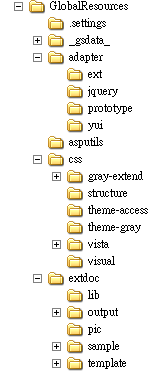 GlobalResources
.settings
_gsdata_
adapter
ext
jquery
prototype
yui
asputils
css
gray-extend
structure
theme-access
theme-gray
vista
visual
extdoc
lib
output
pic
sample
template